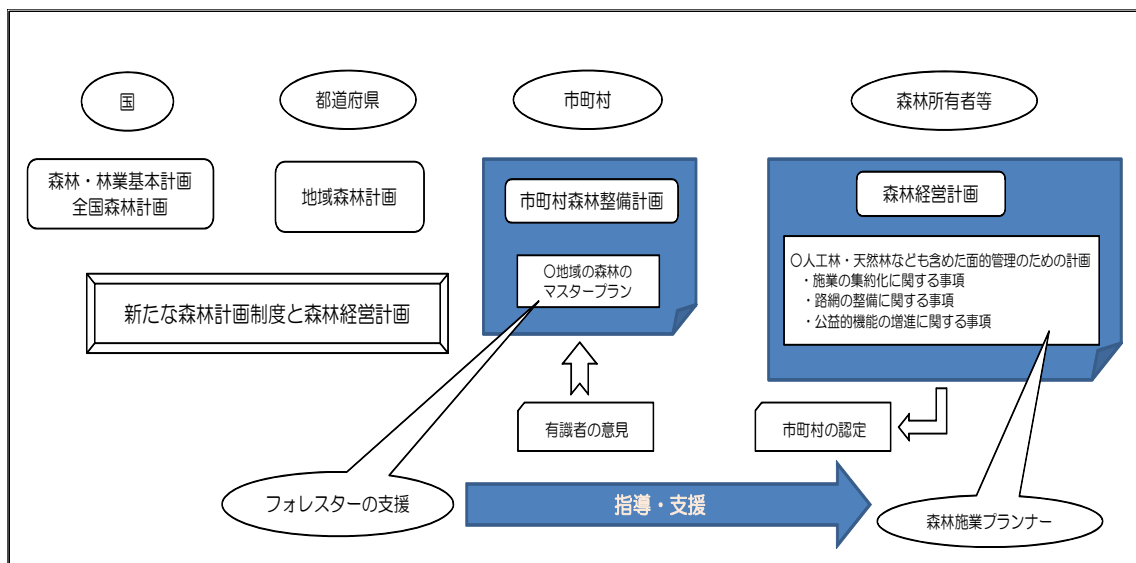 国
都道府県
市町村
森林所有者等
森林・林業基本計画
全国森林計画
地域森林計画
市町村森林整備計画
〇地域の森林の
マスタープラン
森林経営計画
〇人工林・天然林なども含めた面的管理のための計画
・施業の集約化に関する事項
・路網の整備に関する事項
・公益的機能の増進に関する事項
新たな森林計画制度と森林経営計画
有識者の意見
市町村の認定
フォレスターの支援
指導・支援
森林施業プランナー